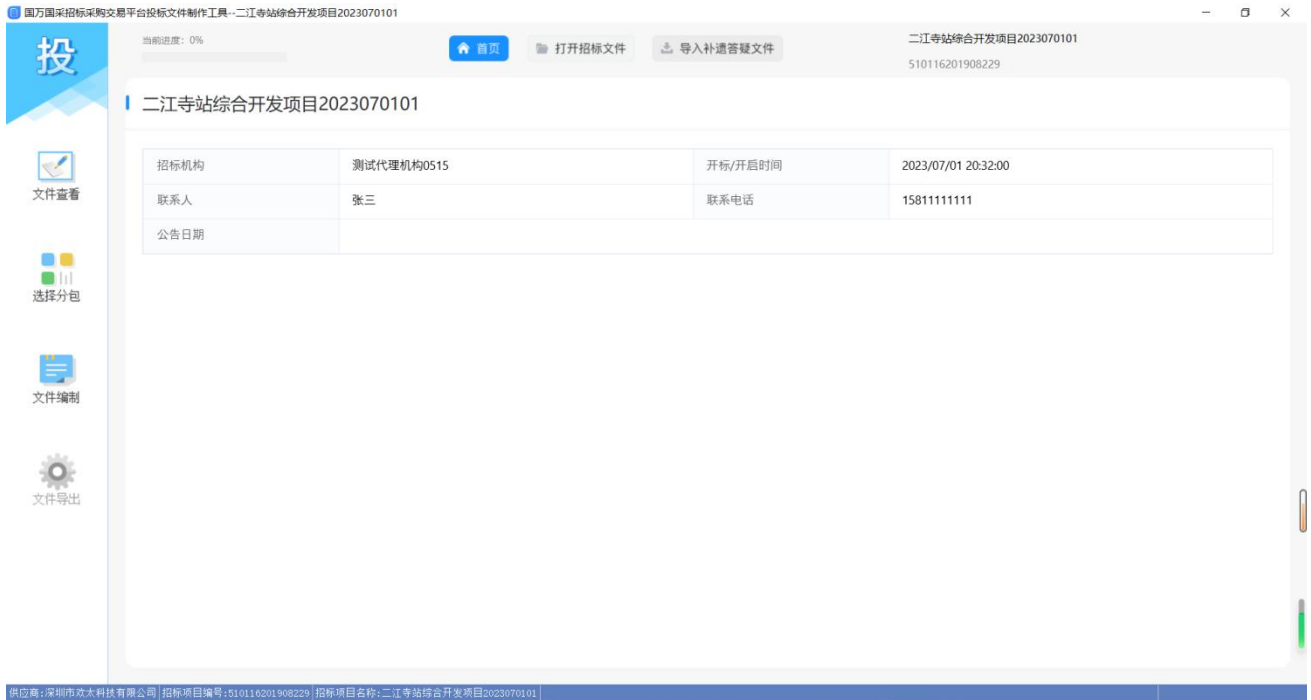 国万国采招标采购交易平台投标文件制作工具--二江寺站综合开发项目2023070101
投
当前进度: 0%
首页
打开招标文件
导入补遗答疑文件
二江寺站综合开发项目2023070101
510116201908229
二江寺站综合开发项目2023070101
招标机构 测试代理机构0515 开标/开启时间 2023/07/01 20:32:00
联系人 张三 联系电话 15811111111
公告日期
文件查看
选择分包
文件编制
文件导出
供应商:深圳市欢太科技有限公司 招标项目编号:510116201908229 招标项目名称:二江寺站综合开发项目2023070101